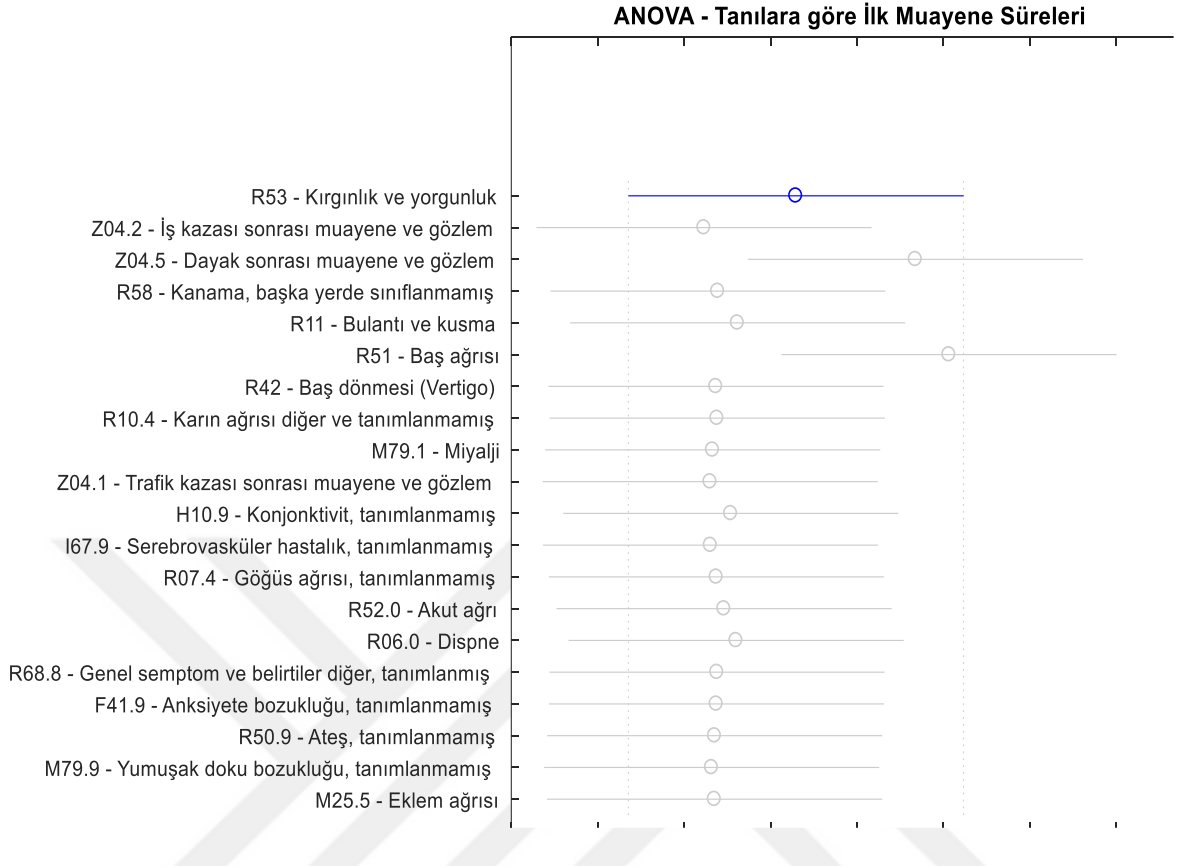 ANOVA - Tanılara göre İlk Muayene Süreleri
R53 - Kırgınlık ve yorgunluk
Z04.2 - İş kazası sonrası muayene ve gözlem
Z04.5 - Dayak sonrası muayene ve gözlem
R58 - Kanama, başka yerde sınıflanmamış
R11 - Bulantı ve kusma
R51 - Baş ağrısı
R42 - Baş dönmesi (Vertigo)
R10.4 - Karın ağrısı diğer ve tanımlanmamış
M79.1 - Miyalji
Z04.1 - Trafik kazası sonrası muayene ve gözlem
H10.9 - Konjonktivit, tanımlanmamış
I67.9 - Serebrovasküler hastalık, tanımlanmamış
R07.4 - Göğüs ağrısı, tanımlanmamış
R52.0 - Akut ağrı
R06.0 - Dispne
R68.8 - Genel semptom ve belirtiler diğer, tanımlanmış
F41.9 - Anksiyete bozukluğu, tanımlanmamış
R50.9 - Ateş, tanımlanmamış
M79.9 - Yumuşak doku bozukluğu, tanımlanmamış
M25.5 - Eklem ağrısı